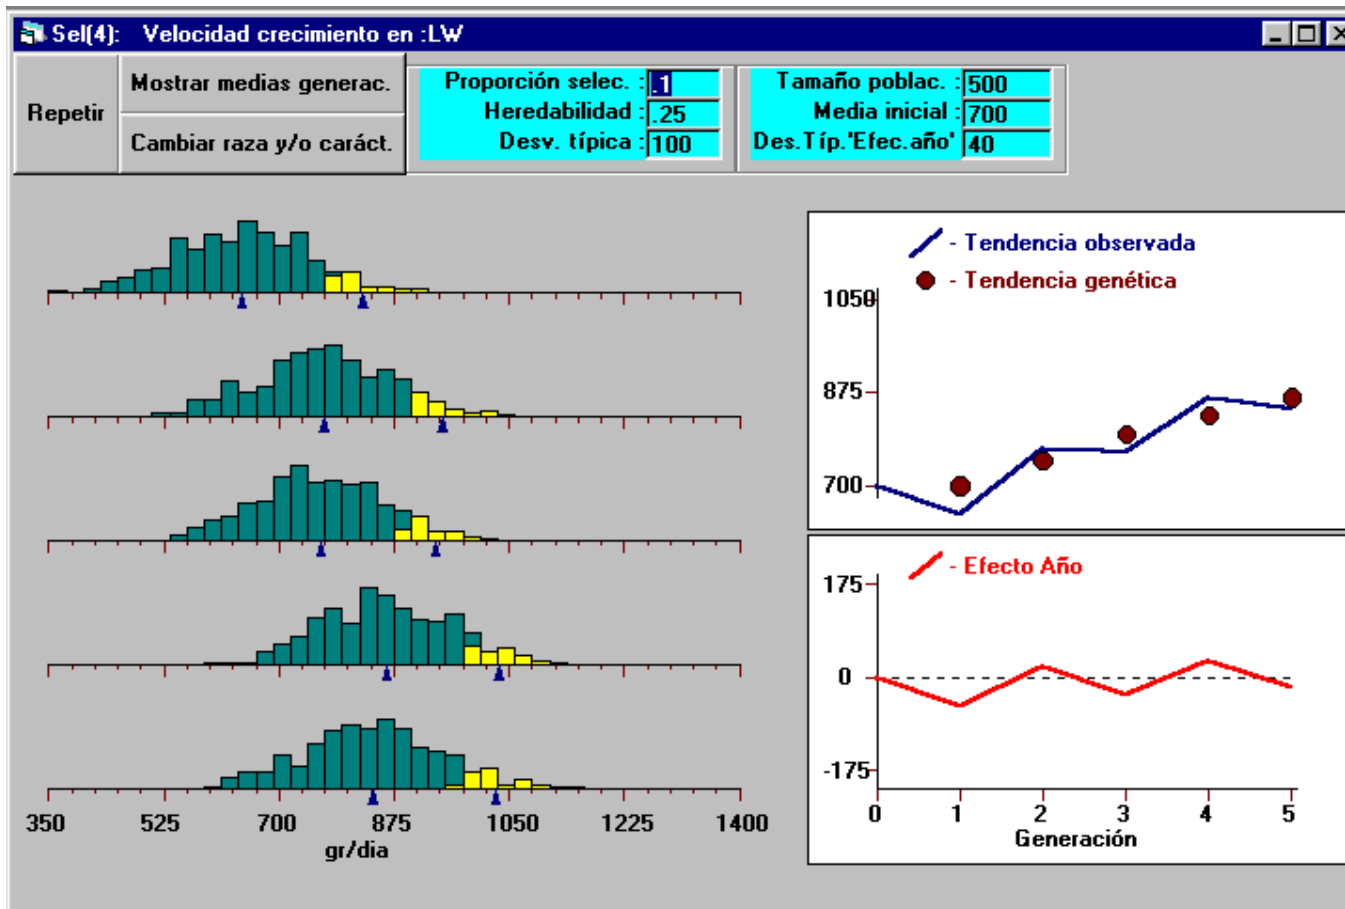 Sel(4): Velocidad crecimiento en :LW
Repetir
Mostrar medias generac.
Cambiar raza y/o caráct.
Proporción selec. : .1
Heredabilidad : .25
Desv. típica : 100
Tamaño poblac. : 500
Media inicial : 700
Des.Típ.'Efec.año' 40
- Tendencia observada
- Tendencia genética
1050
875
700
- Efecto Año
175
0
-175
0 1 2 3 4 5
Generación
350 525 700 875 1050 1225 1400
gr/dia